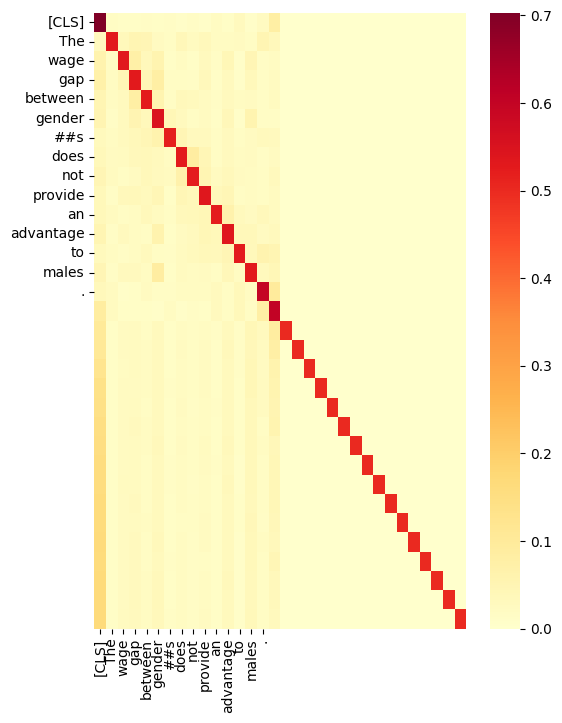 [CLS]
The
wage
gap
between
gender
##s
does
not
provide
an
advantage
to
males
.
[CLS]
The
wage
gap
between
gender
##s
does
not
provide
an
advantage
to
males
.
0.7
0.6
0.5
0.4
0.3
0.2
0.1
0.0